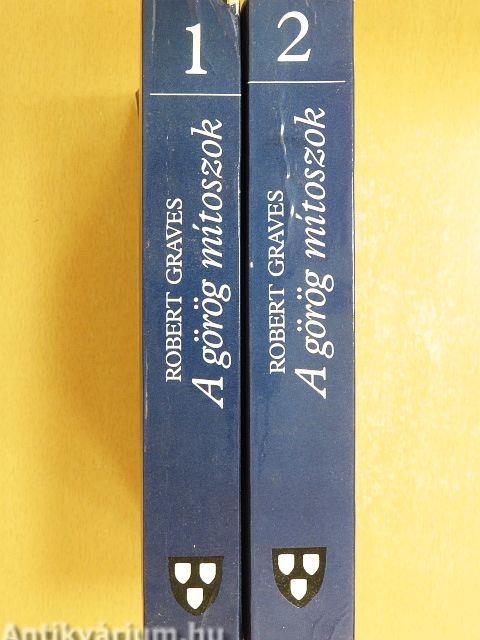 1
ROBERT GRAVES
A görög mítoszok
2
ROBERT GRAVES
A görög mítoszok
Antikvárium.hu